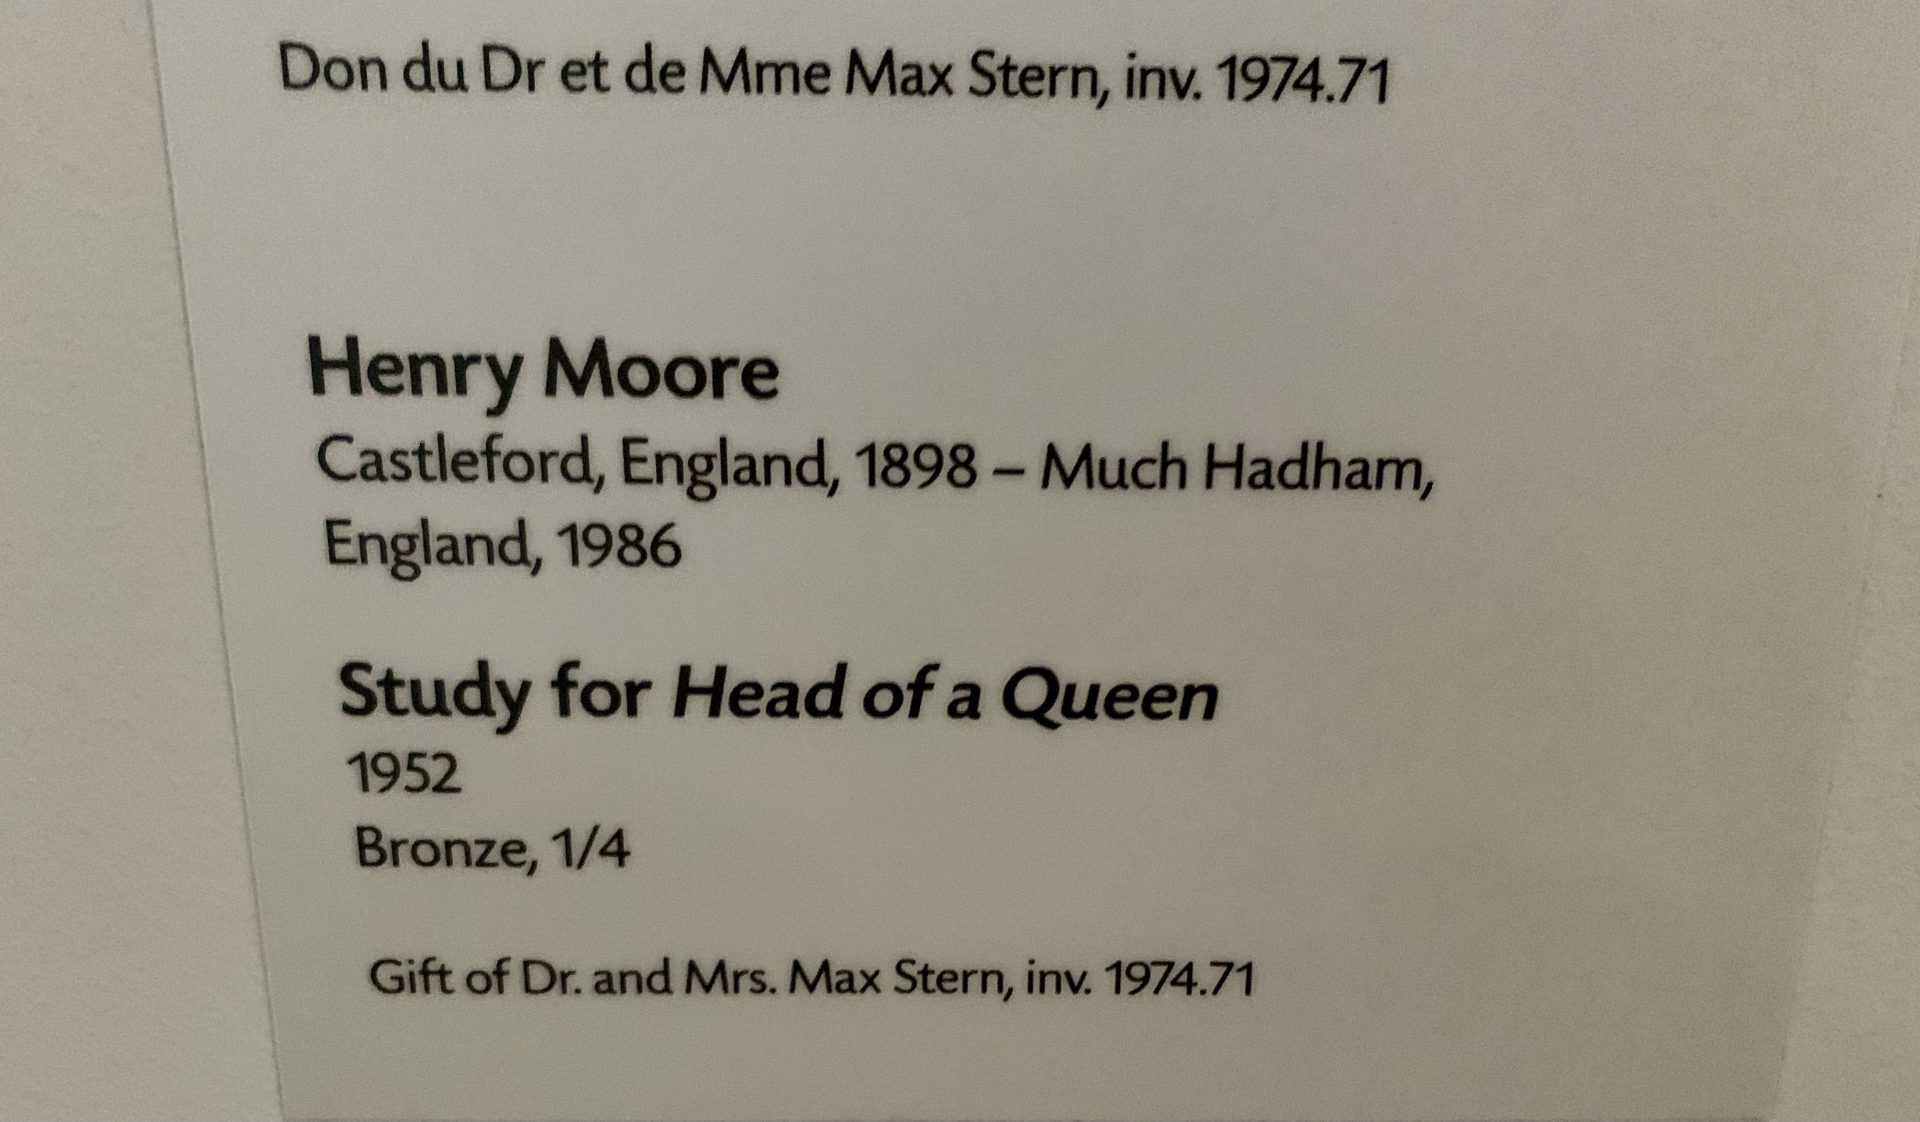 Don du Dr et de Mme Max Stern, inv. 1974.71
Henry Moore
Castleford, England, 1898 – Much Hadham,
England, 1986
Study for Head of a Queen
1952
Bronze, 1/4
Gift of Dr. and Mrs. Max Stern, inv. 1974.71